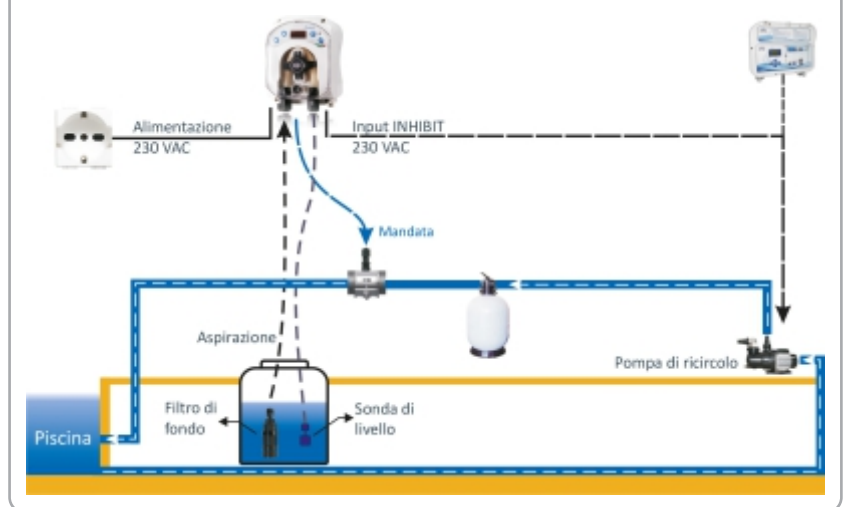 Alimentazione
230 VAC
Input INHIBIT
230 VAC
Mandata
Aspirazione
Pompa di ricircolo
Filtro di
fondo
Sonda di
livello
Piscina